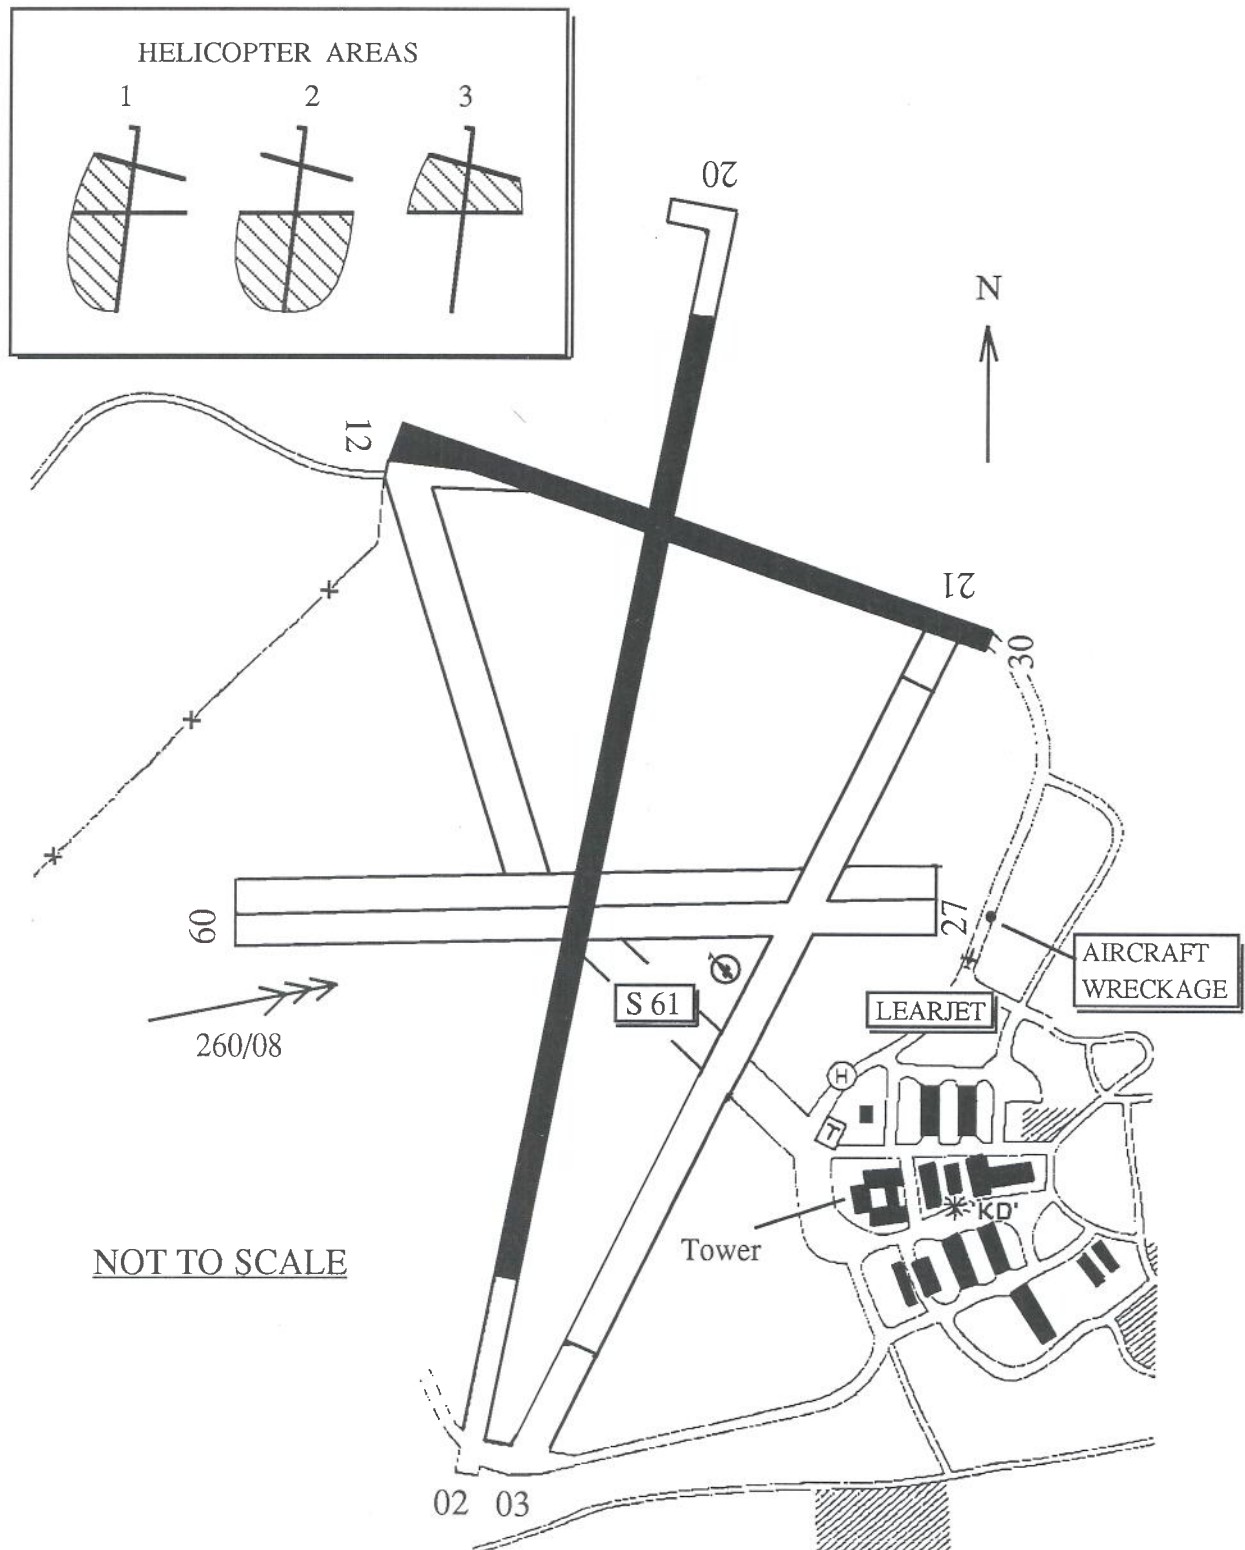 HELICOPTER AREAS
1 2 3
20
N
12
21
30
09
27
AIRCRAFT
WRECKAGE
S 61
LEARJET
260/08
H
T
'KD'
Tower
NOT TO SCALE
02 03